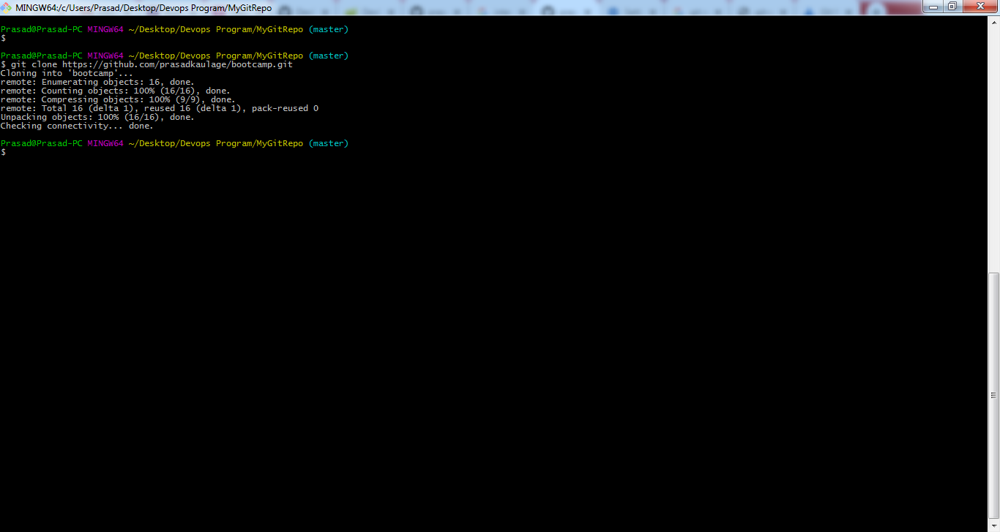 MINGW64:/c/Users/Prasad/Desktop/Devops Program/MyGitRepo
Prasad@Prasad-PC MINGW64 ~/Desktop/Devops Program/MyGitRepo (master)
$
Prasad@Prasad-PC MINGW64 ~/Desktop/Devops Program/MyGitRepo (master)
$ git clone https://github.com/prasadkaulage/bootcamp.git
Cloning into 'bootcamp'...
remote: Enumerating objects: 16, done.
remote: Counting objects: 100% (16/16), done.
remote: Compressing objects: 100% (9/9), done.
remote: Total 16 (delta 1), reused 16 (delta 1), pack-reused 0
Unpacking objects: 100% (16/16), done.
Checking connectivity... done.
Prasad@Prasad-PC MINGW64 ~/Desktop/Devops Program/MyGitRepo (master)
$